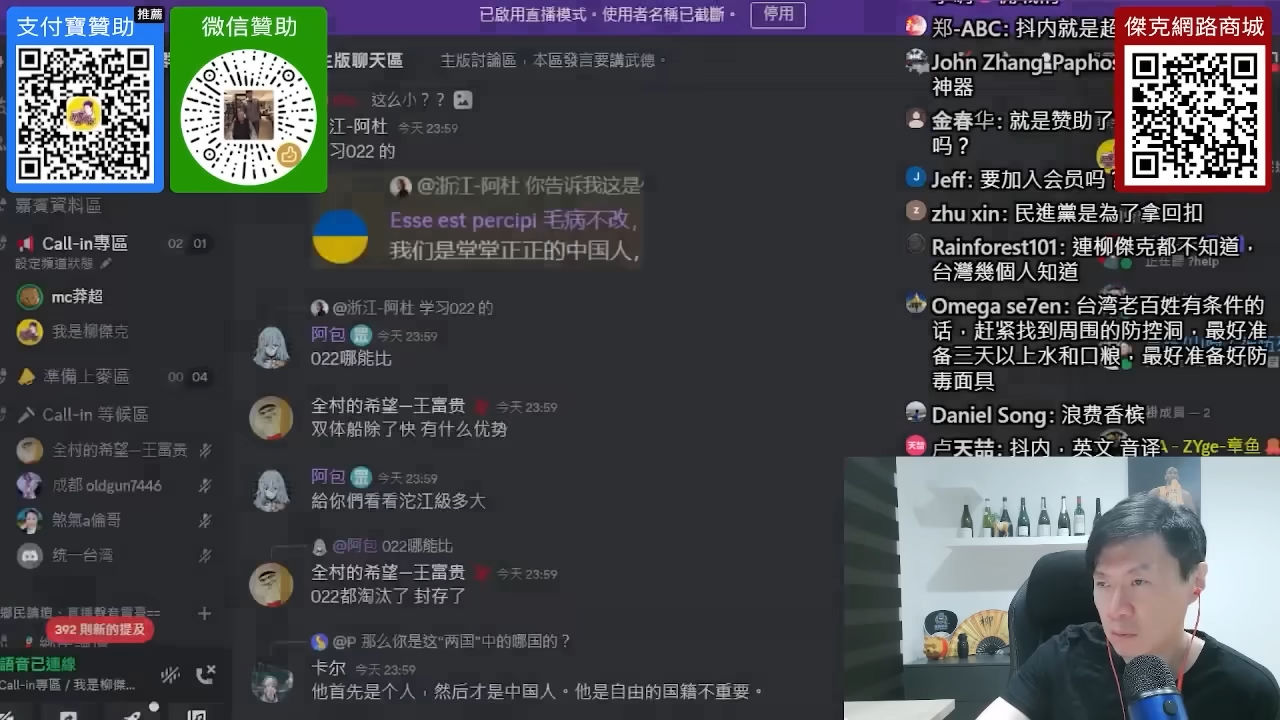 已啟用直播模式。使用者名稱已截斷。
停用
支付寶贊助
推薦
微信贊助
傑克網路商城
主版聊天區
主版討論區，本區發言要講武德。
这么小？？
江-阿杜 今天 23:59
习022 的
@浙江-阿杜 你告诉我这是
Esse est percipi 毛病不改，
我们是堂堂正正的中国人，
@浙江-阿杜 学习022 的
阿包 眾 今天 23:59
022哪能比
全村的希望—王富贵 今天 23:59
双体船除了快 有什么优势
阿包 眾 今天 23:59
給你們看看沱江級多大
@阿包 022哪能比
全村的希望—王富贵 今天 23:59
022都淘汰了 封存了
@P 那么你是这“两国”中的哪国的？
卡尔 今天 23:59
他首先是个人，然后才是中国人。他是自由的国籍不重要。
嘉賓資料區
Call-in專區 02 01
設定頻道狀態
mc莽超
我是柳傑克
準備上麥區 00 04
Call-in 等候區
全村的希望—王富贵
成都 oldgun7446
煞氣a倫哥
统一台湾
392 則新的提及
語音已連線
Call-in專區 / 我是柳傑...
郑-ABC: 抖内就是超
John Zhang Paphos
神器
金春华: 就是赞助了
吗？
Jeff: 要加入会员吗
zhu xin: 民進黨是為了拿回扣
Rainforest101: 連柳傑克都不知道，
台灣幾個人知道
正在聽 ?help
Omega se7en: 台湾老百姓有条件的
话，赶紧找到周围的防控洞，最好准
备三天以上水和口粮，最好准备好防
毒面具
Daniel Song: 浪费香槟
掛成員 — 2
卢天喆: 抖内，英文 音译
- ZYge-章鱼